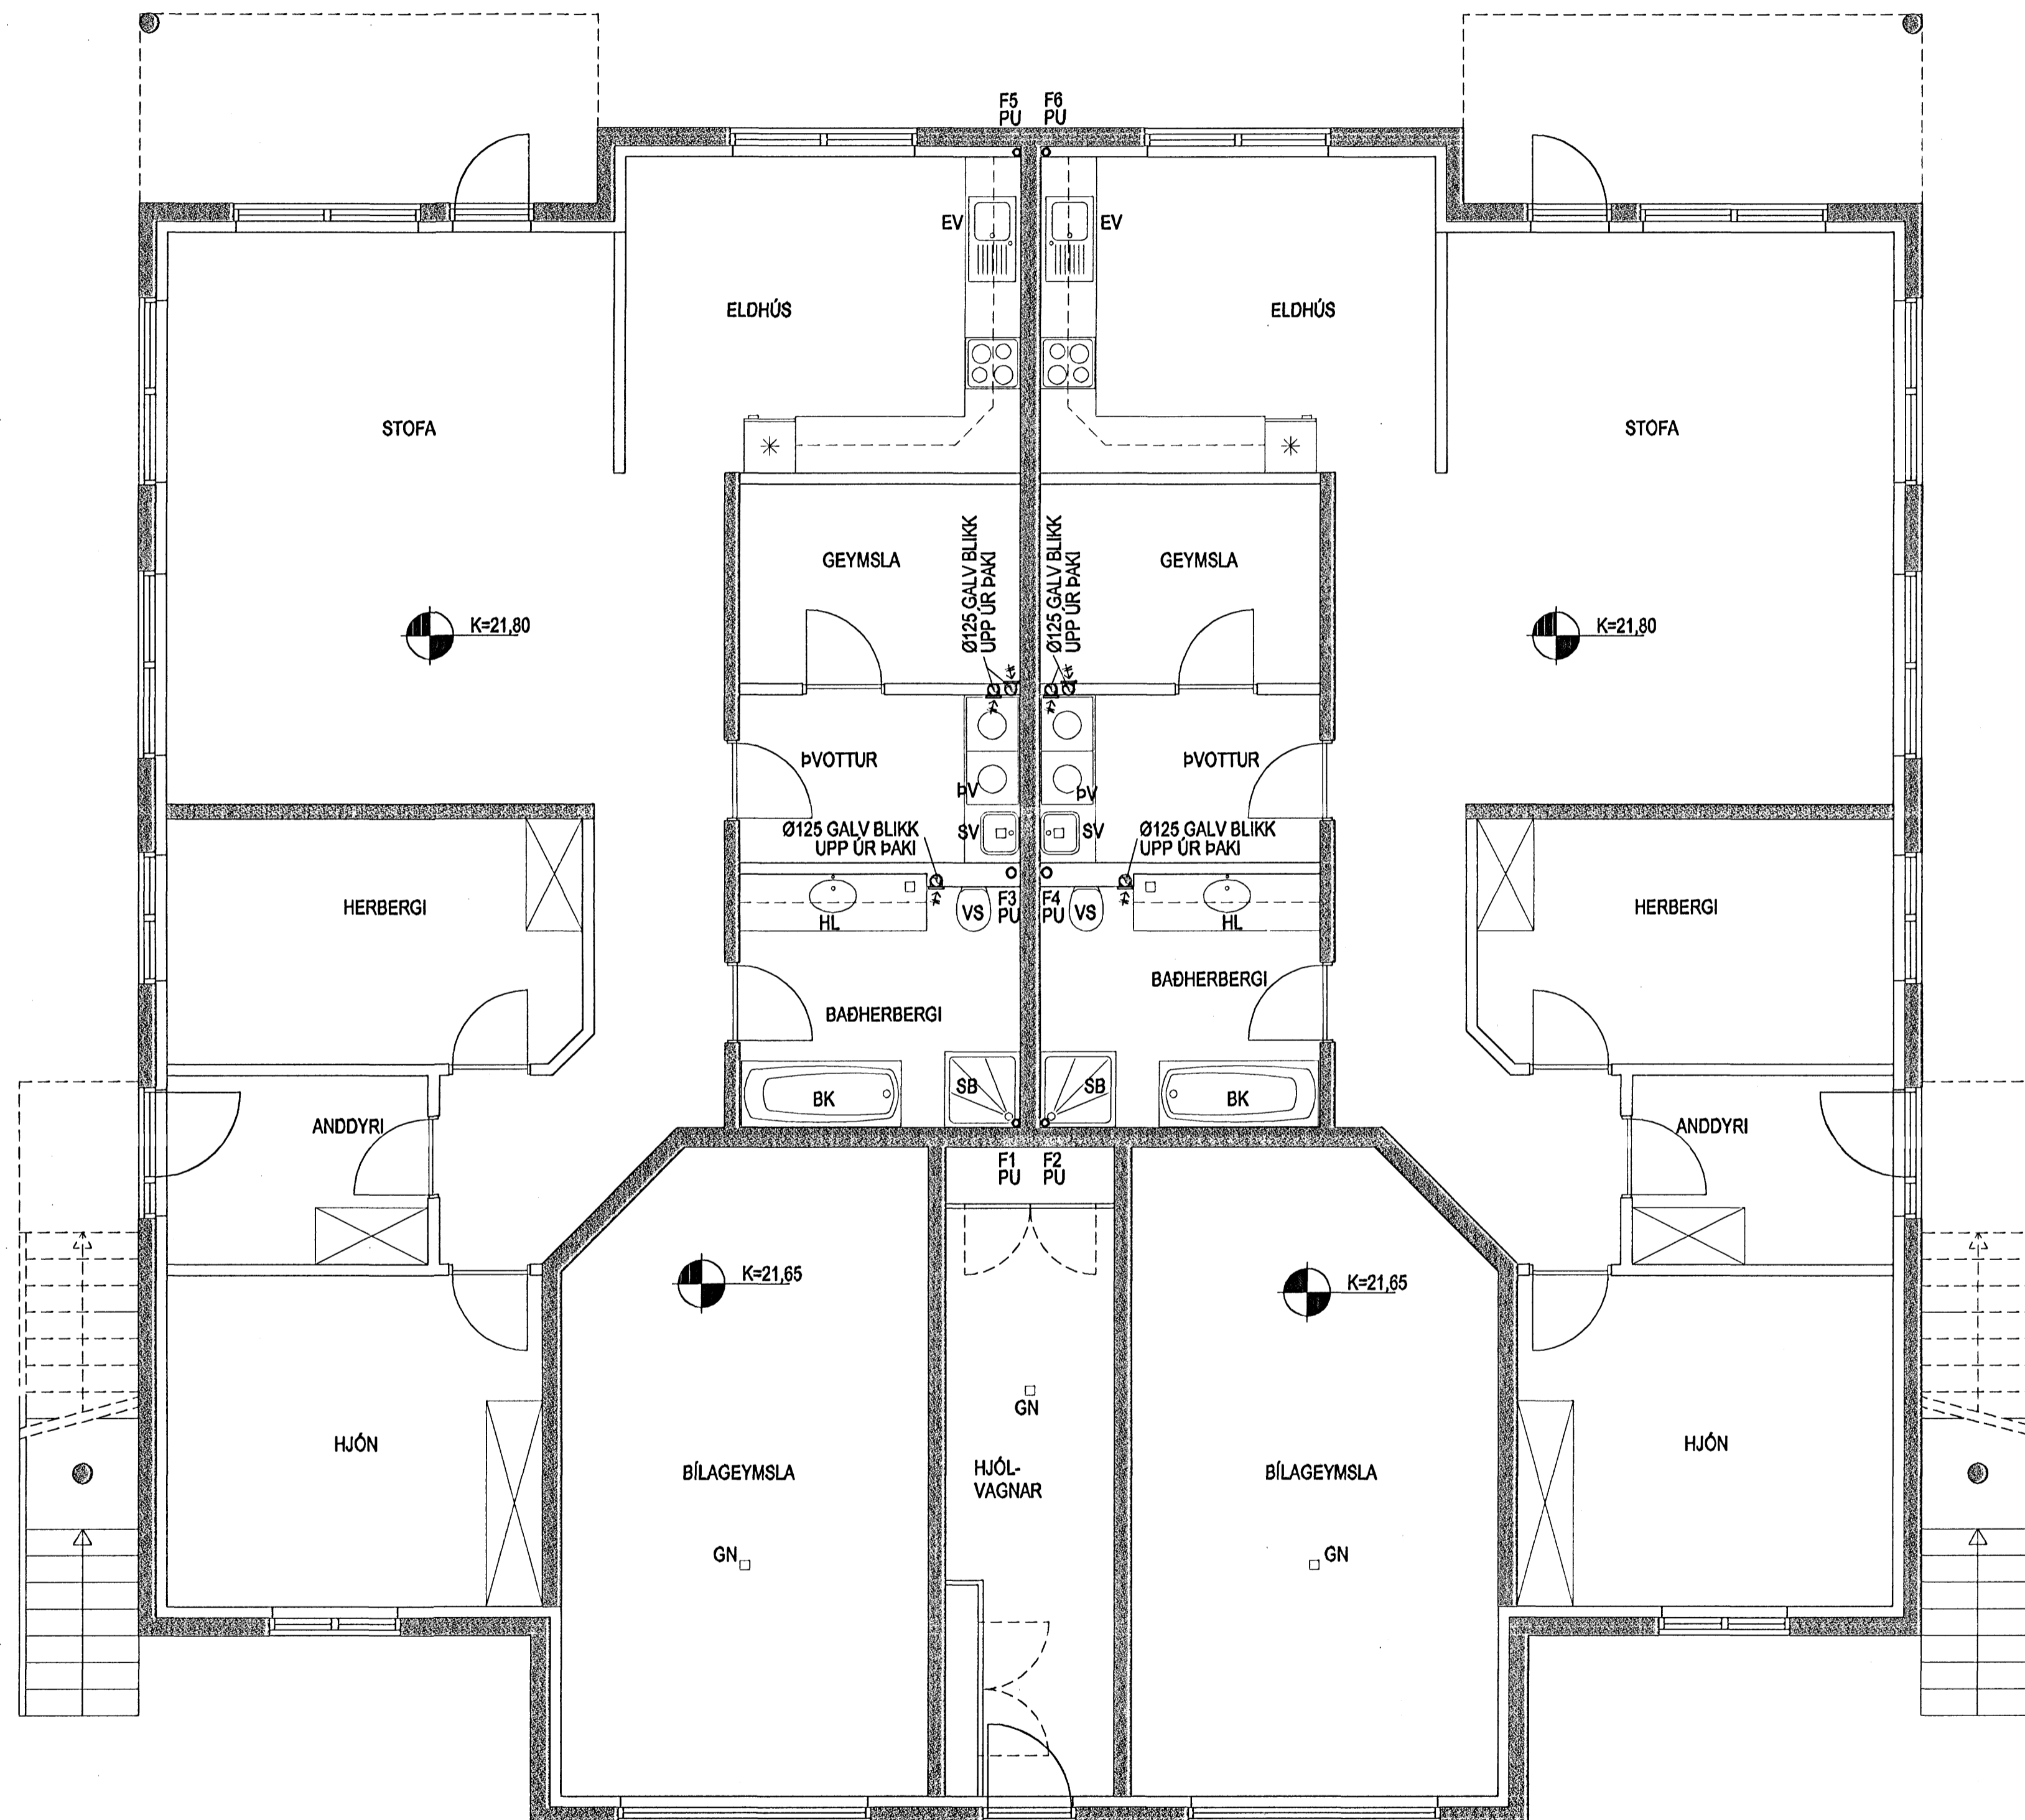 F5
PU
F6
PU
EV
EV
ELDHÚS
ELDHÚS
STOFA
STOFA
GEYMSLA
Ø125 GALV BLIKK
UPP ÚR ÞAKI
Ø125 GALV BLIKK
UPP ÚR ÞAKI
GEYMSLA
K=21,80
K=21,80
ÞVOTTUR
ÞVOTTUR
ÞV
ÞV
SV
SV
Ø125 GALV BLIKK
UPP ÚR ÞAKI
Ø125 GALV BLIKK
UPP ÚR ÞAKI
HERBERGI
HL
VS
F3
PU
F4
PU
VS
HL
HERBERGI
BAÐHERBERGI
BAÐHERBERGI
BK
SB
SB
BK
ANDDYRI
ANDDYRI
F1
PU
F2
PU
K=21,65
K=21,65
GN
HJÓN
BÍLAGEYMSLA
HJÓL-
VAGNAR
BÍLAGEYMSLA
HJÓN
GN
GN